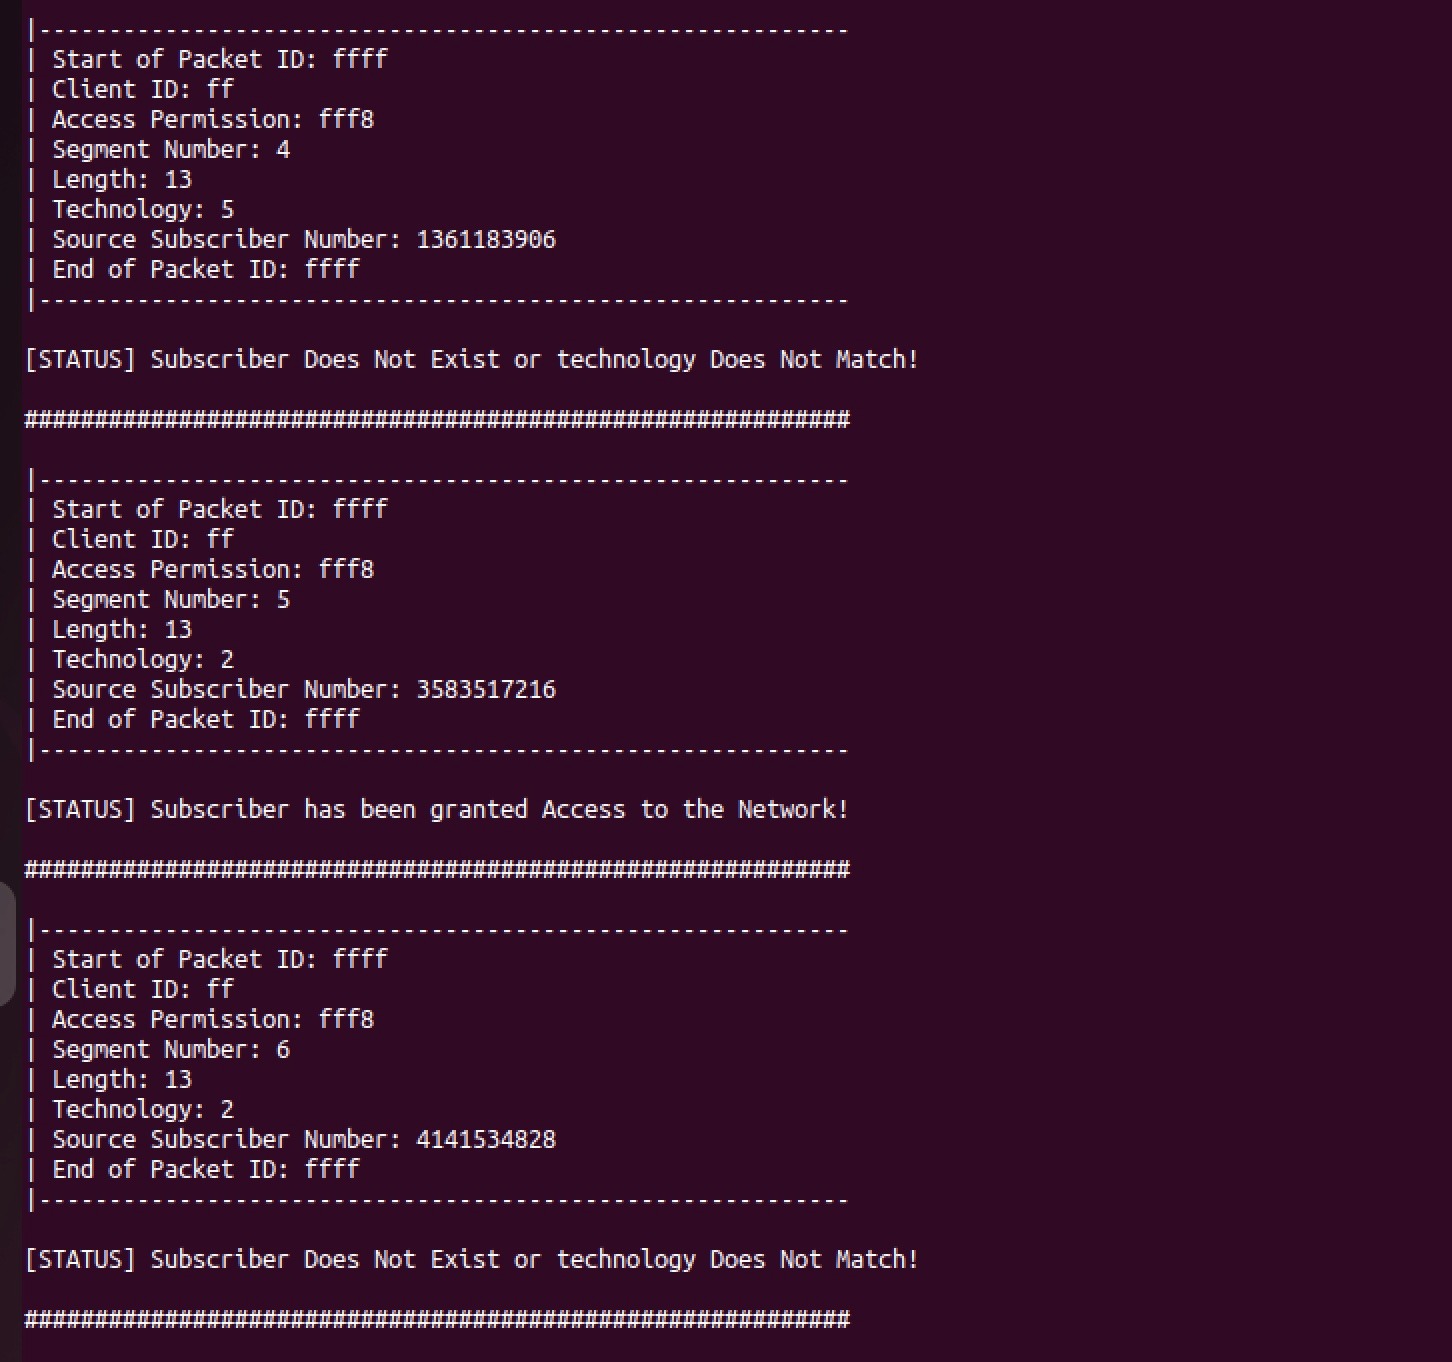 |----------------------------------------------------------
| Start of Packet ID: ffff
| Client ID: ff
| Access Permission: fff8
| Segment Number: 4
| Length: 13
| Technology: 5
| Source Subscriber Number: 1361183906
| End of Packet ID: ffff
|----------------------------------------------------------
[STATUS] Subscriber Does Not Exist or technology Does Not Match!
###########################################################
|----------------------------------------------------------
| Start of Packet ID: ffff
| Client ID: ff
| Access Permission: fff8
| Segment Number: 5
| Length: 13
| Technology: 2
| Source Subscriber Number: 3583517216
| End of Packet ID: ffff
|----------------------------------------------------------
[STATUS] Subscriber has been granted Access to the Network!
###########################################################
|----------------------------------------------------------
| Start of Packet ID: ffff
| Client ID: ff
| Access Permission: fff8
| Segment Number: 6
| Length: 13
| Technology: 2
| Source Subscriber Number: 4141534828
| End of Packet ID: ffff
|----------------------------------------------------------
[STATUS] Subscriber Does Not Exist or technology Does Not Match!
###########################################################